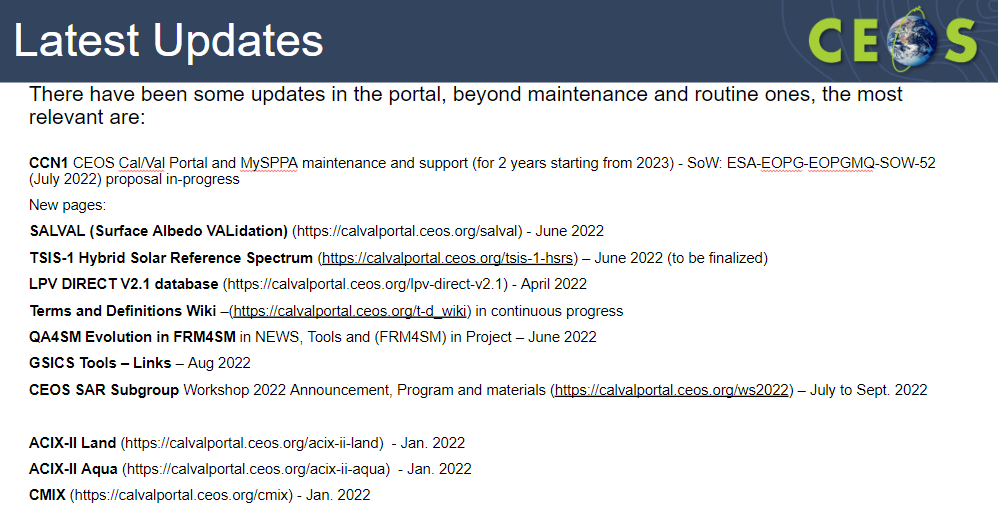 Latest Updates
CEOS
There have been some updates in the portal, beyond maintenance and routine ones, the most
relevant are:
CCN1 CEOS Cal/Val Portal and MySPPA maintenance and support (for 2 years starting from 2023) - SoW: ESA-EOPG-EOPGMQ-SOW-52
(July 2022) proposal in-progress
New pages:
SALVAL (Surface Albedo VALidation) (https://calvalportal.ceos.org/salval) - June 2022
TSIS-1 Hybrid Solar Reference Spectrum (https://calvalportal.ceos.org/tsis-1-hsrs) – June 2022 (to be finalized)
LPV DIRECT V2.1 database (https://calvalportal.ceos.org/lpv-direct-v2.1) - April 2022
Terms and Definitions Wiki –(https://calvalportal.ceos.org/t-d_wiki) in continuous progress
QA4SM Evolution in FRM4SM in NEWS, Tools and (FRM4SM) in Project – June 2022
GSICS Tools – Links – Aug 2022
CEOS SAR Subgroup Workshop 2022 Announcement, Program and materials (https://calvalportal.ceos.org/ws2022) – July to Sept. 2022
ACIX-II Land (https://calvalportal.ceos.org/acix-ii-land) - Jan. 2022
ACIX-II Aqua (https://calvalportal.ceos.org/acix-ii-aqua) - Jan. 2022
CMIX (https://calvalportal.ceos.org/cmix) - Jan. 2022